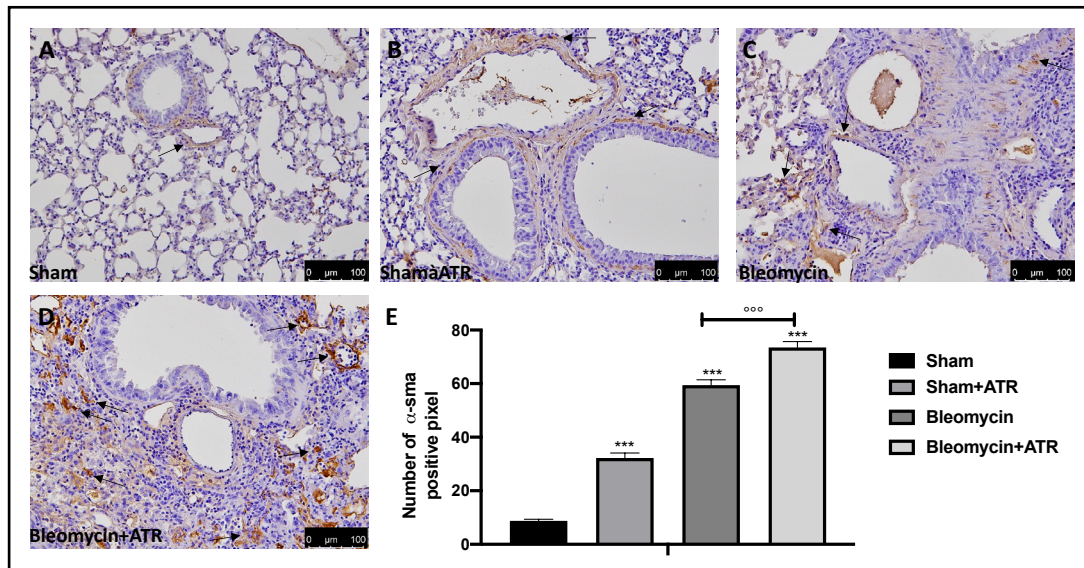 A
Sham
0 µm 100
B
ShamaATR
0 µm 100
C
Bleomycin
0 µm 100
D
Bleomycin+ATR
0 µm 100
E
Number of α-sma
positive pixel
80
60
40
20
0
***
***
°°°
***
Sham
Sham+ATR
Bleomycin
Bleomycin+ATR